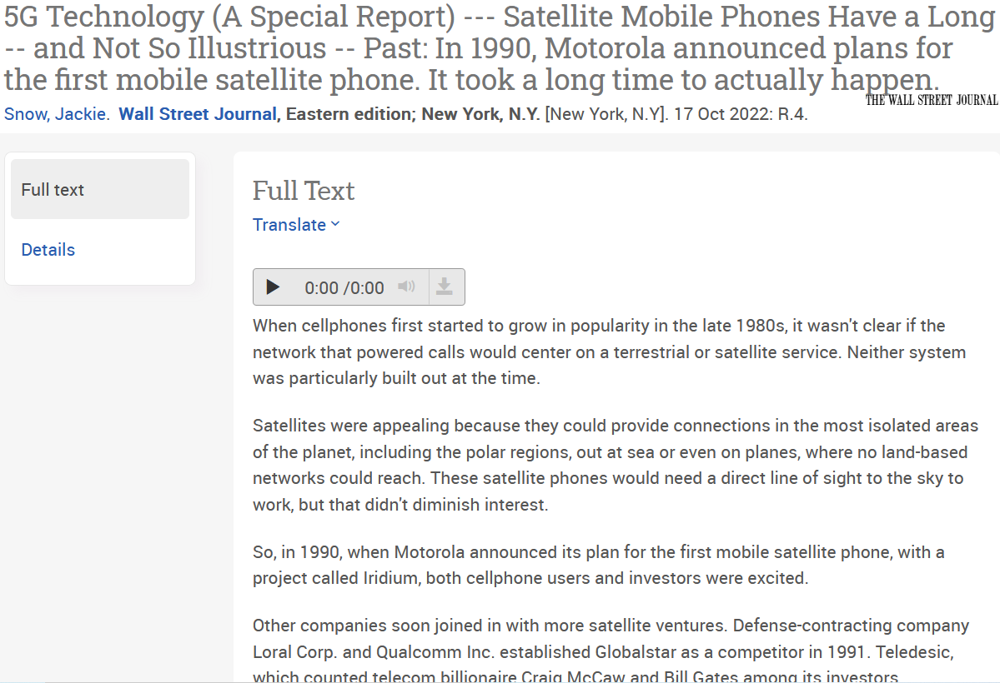 5G Technology (A Special Report) --- Satellite Mobile Phones Have a Long
-- and Not So Illustrious -- Past: In 1990, Motorola announced plans for
the first mobile satellite phone. It took a long time to actually happen.
THE WALL STREET JOURNAL
Snow, Jackie. Wall Street Journal, Eastern edition; New York, N.Y. [New York, N.Y]. 17 Oct 2022: R.4.
Full text
Details
Full Text
Translate
0:00 /0:00
When cellphones first started to grow in popularity in the late 1980s, it wasn't clear if the
network that powered calls would center on a terrestrial or satellite service. Neither system
was particularly built out at the time.
Satellites were appealing because they could provide connections in the most isolated areas
of the planet, including the polar regions, out at sea or even on planes, where no land-based
networks could reach. These satellite phones would need a direct line of sight to the sky to
work, but that didn't diminish interest.
So, in 1990, when Motorola announced its plan for the first mobile satellite phone, with a
project called Iridium, both cellphone users and investors were excited.
Other companies soon joined in with more satellite ventures. Defense-contracting company
Loral Corp. and Qualcomm Inc. established Globalstar as a competitor in 1991. Teledesic,
which counted telecom billionaire Craig McCaw and Bill Gates among its investors